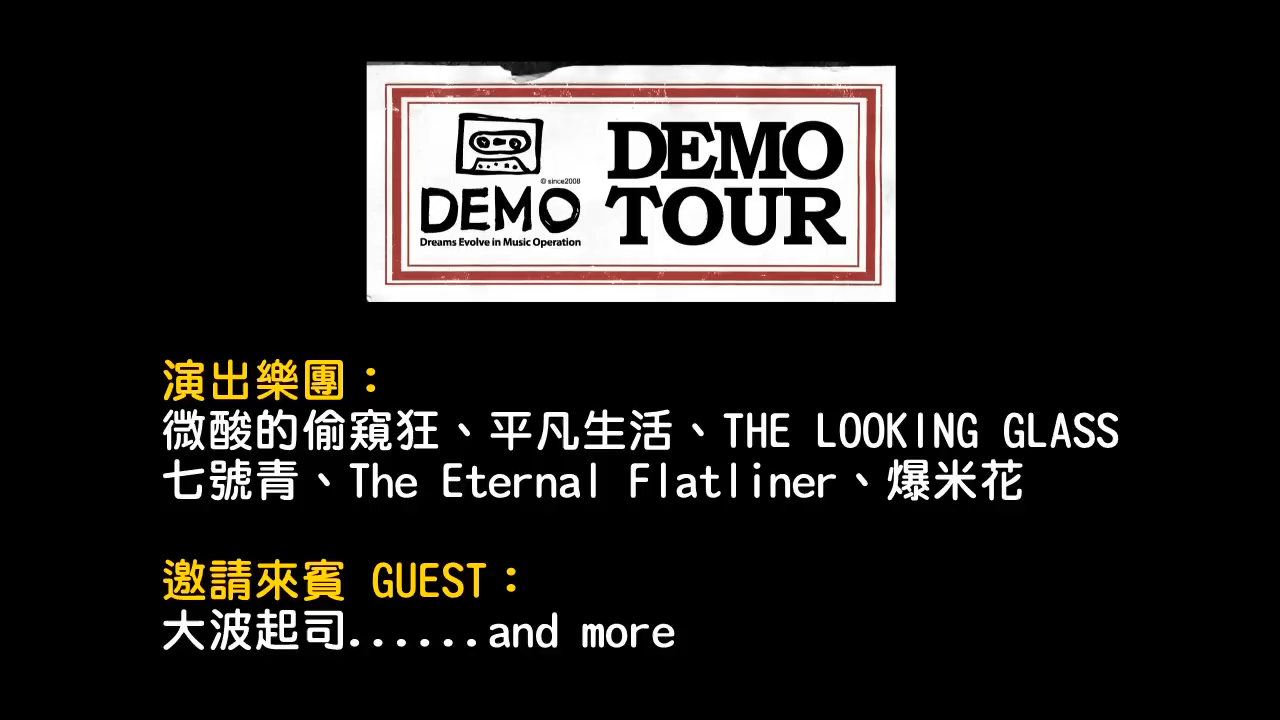 © since2008
DEMO
Dreams Evolve in Music Operation
DEMO
TOUR
演出樂團：
微酸的偷窺狂、平凡生活、THE LOOKING GLASS
七號青、The Eternal Flatliner、爆米花
邀請來賓 GUEST：
大波起司......and more